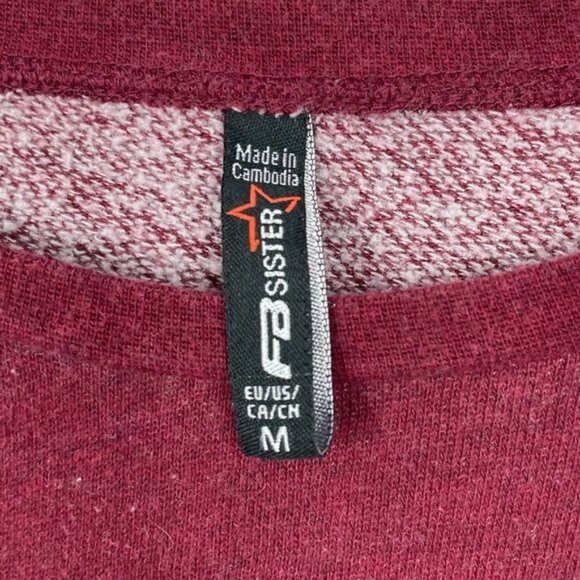 Made in
Cambodia
FB SISTER
EU/US/
CA/CN
M